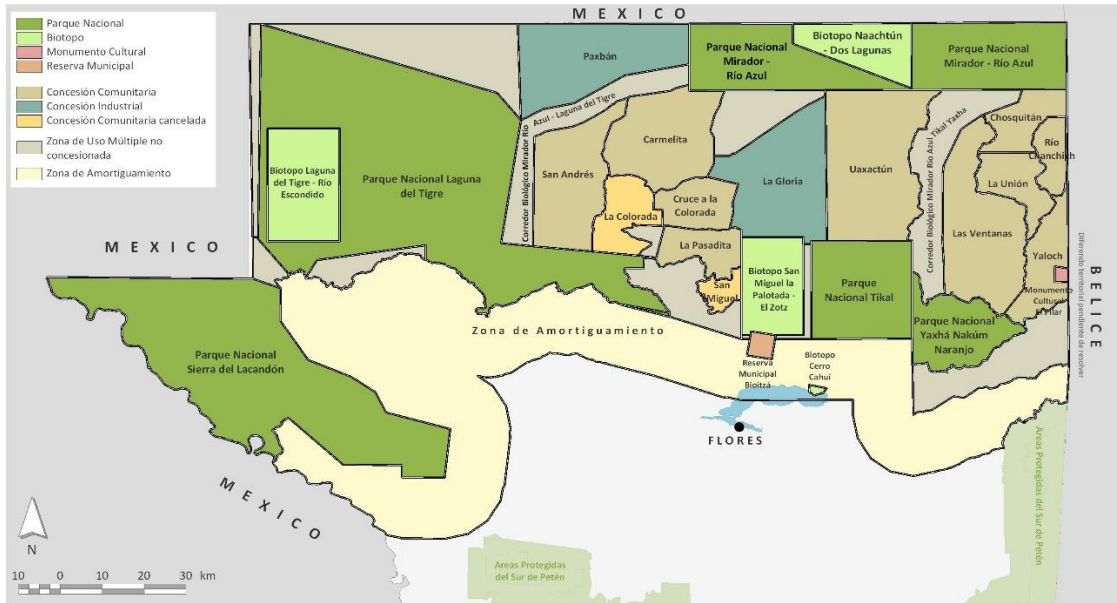 MEXICO
Parque Nacional
Biotopo
Monumento Cultural
Reserva Municipal
Concesión Comunitaria
Concesión Industrial
Concesión Comunitaria cancelada
Zona de Uso Múltiple no
concesionada
Zona de Amortiguamiento
Paxbán
Parque Nacional
Mirador -
Río Azul
Biotopo Naachtún
- Dos Lagunas
Parque Nacional
Mirador - Río Azul
Azul - Laguna del Tigre
Corredor Biológico Mirador Río
Tikal Yaxha
Corredor Biológico Mirador Río Azul
Chosquitán
Río
Chanchich
Carmelita
Biotopo Laguna
del Tigre - Río
Escondido
Parque Nacional Laguna
del Tigre
San Andrés
La Gloria
Uaxactún
La Unión
Cruce a la
Colorada
La Colorada
Las Ventanas
MEXICO
La Pasadita
Yaloch
Biotopo San
Miguel la
Palotada -
El Zotz
Parque
Nacional Tikal
San
Miguel
Monumento
Cultural
El Pilar
BELICE
Diferendo territorial pendiente de resolver
Zona de Amortiguamiento
Parque Nacional
Yaxhá Nakúm
Naranjo
Parque Nacional
Sierra del Lacandón
Reserva
Municipal
Bioitzá
Biotopo
Cerro
Cahuí
FLORES
MEXICO
Areas Protegidas del Sur de Petén
N
Areas Protegidas
del Sur de Petén
10 0 10 20 30 km